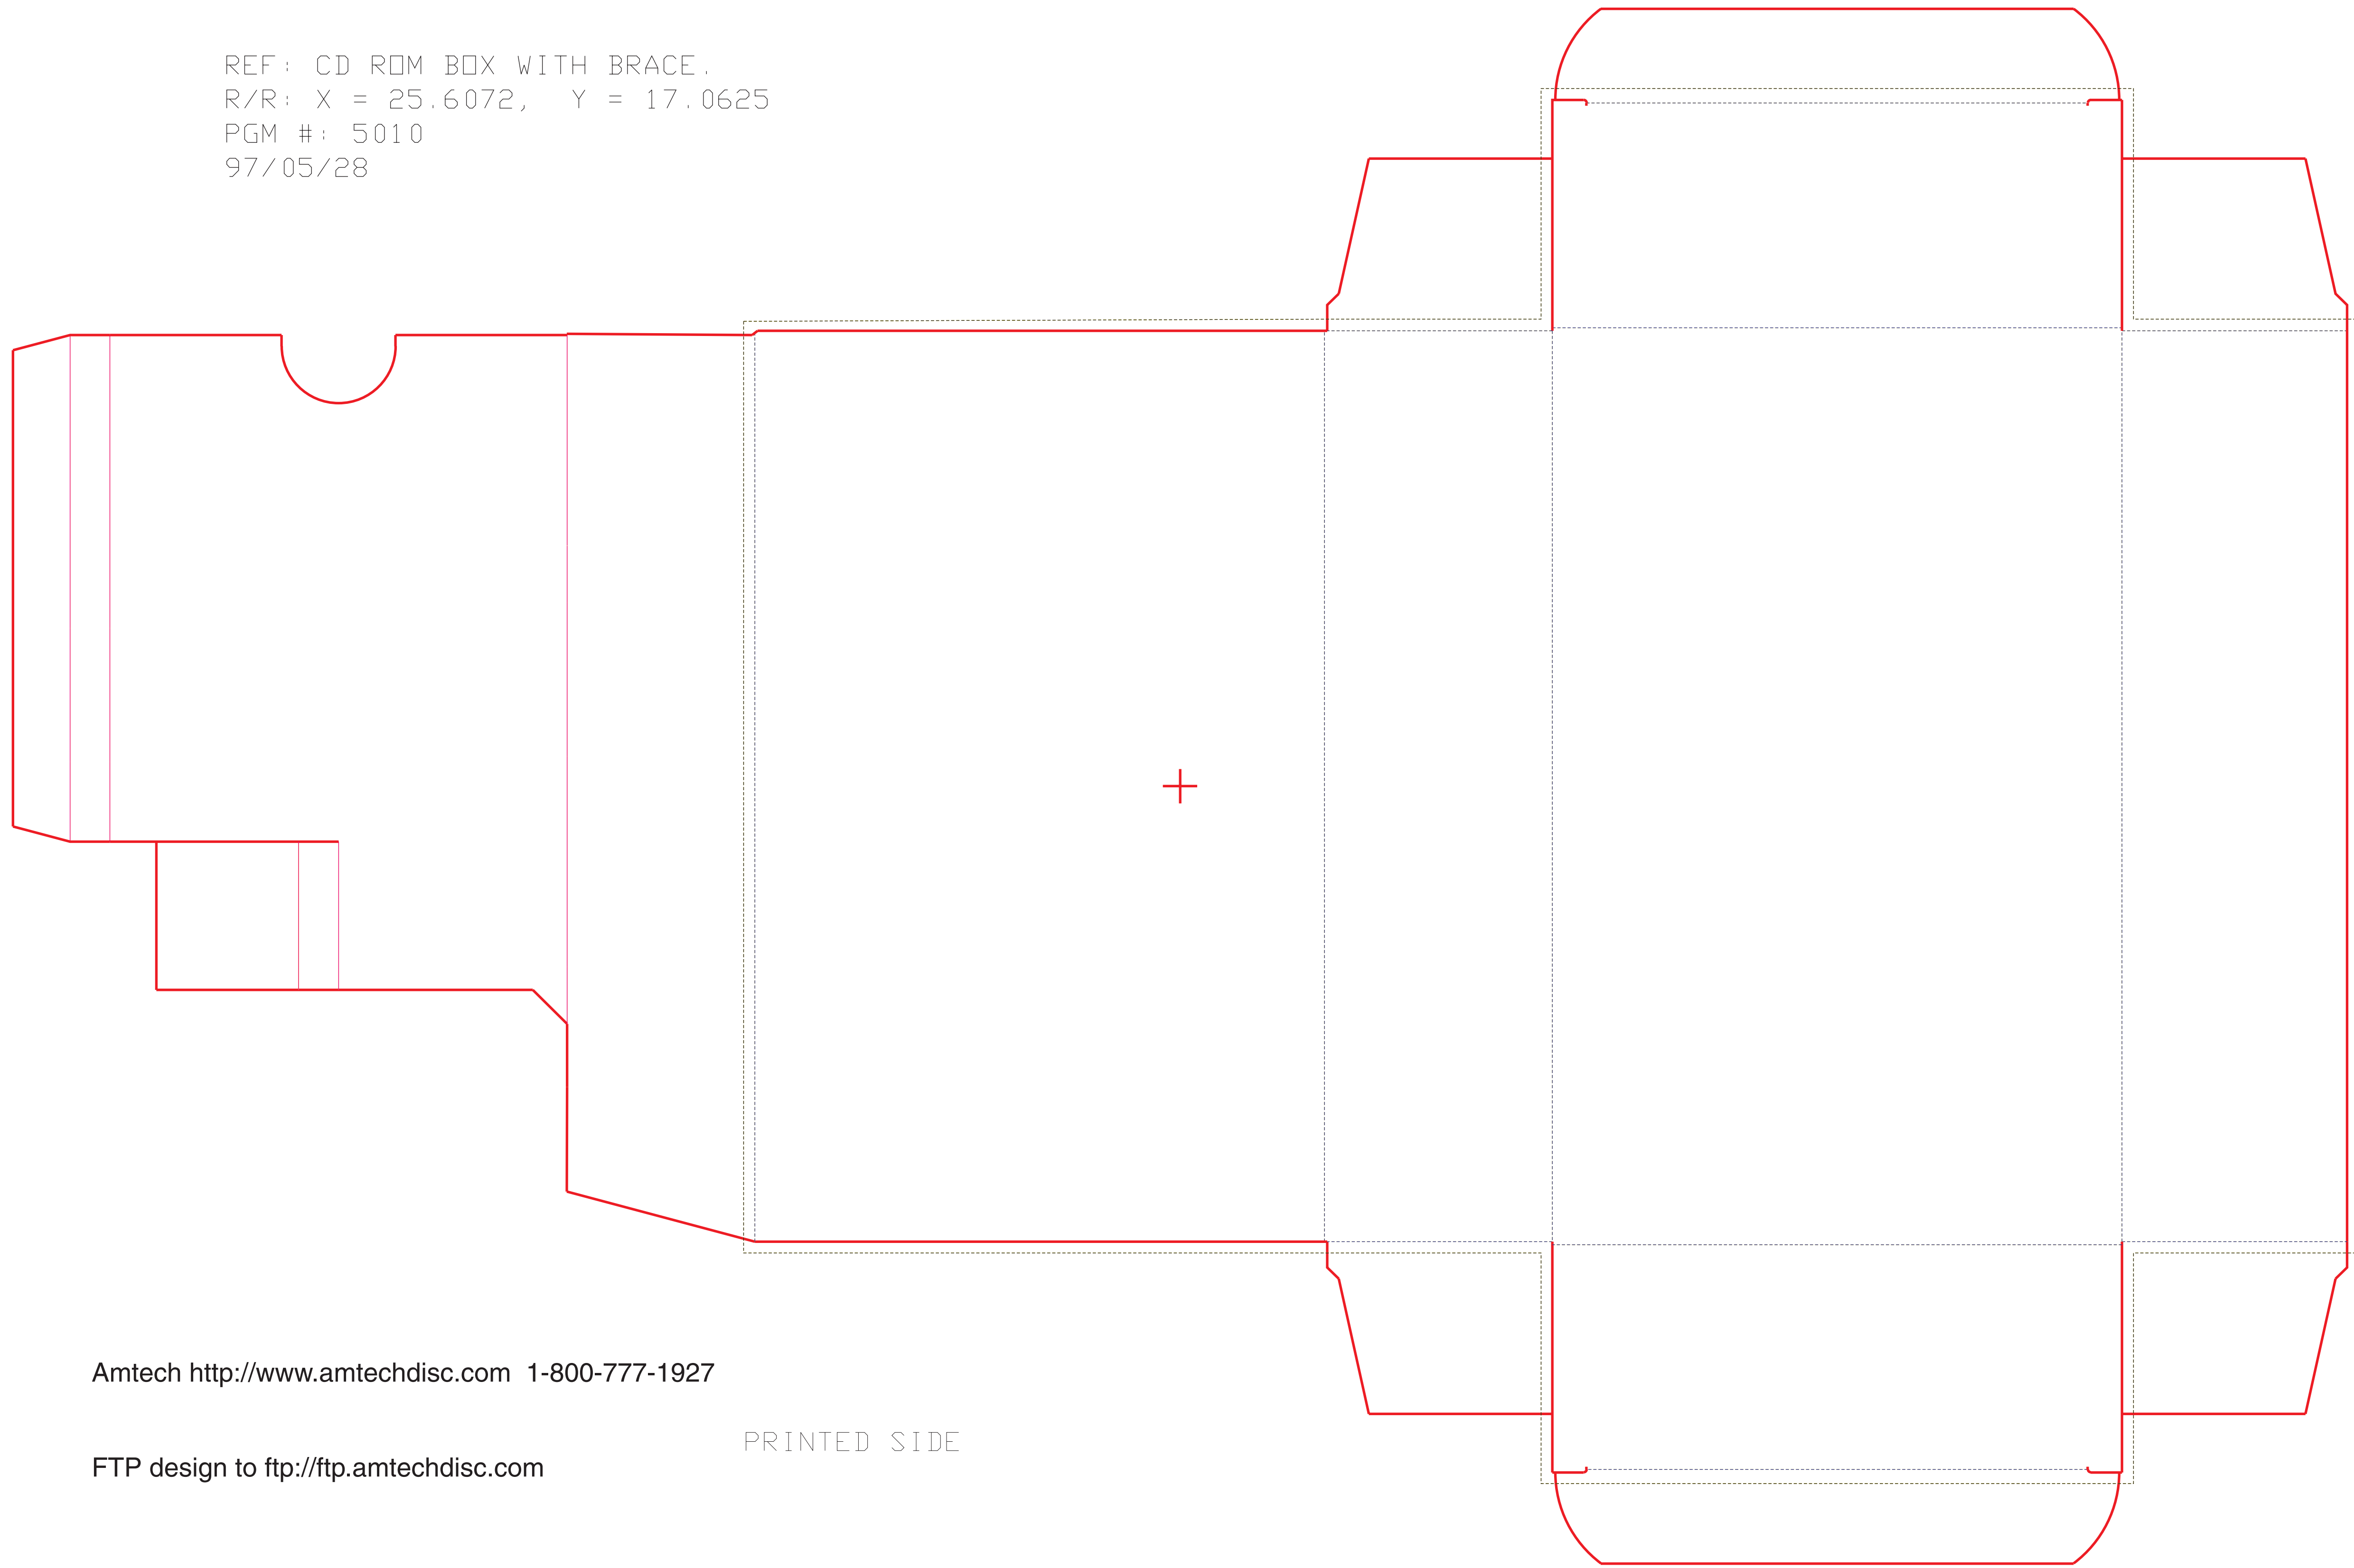 REF: CD ROM BOX WITH BRACE.
R/R: X = 25.6072, Y = 17.0625
PGM #: 5010
97/05/28
Amtech http://www.amtechdisc.com 1-800-777-1927
PRINTED SIDE
FTP design to ftp://ftp.amtechdisc.com